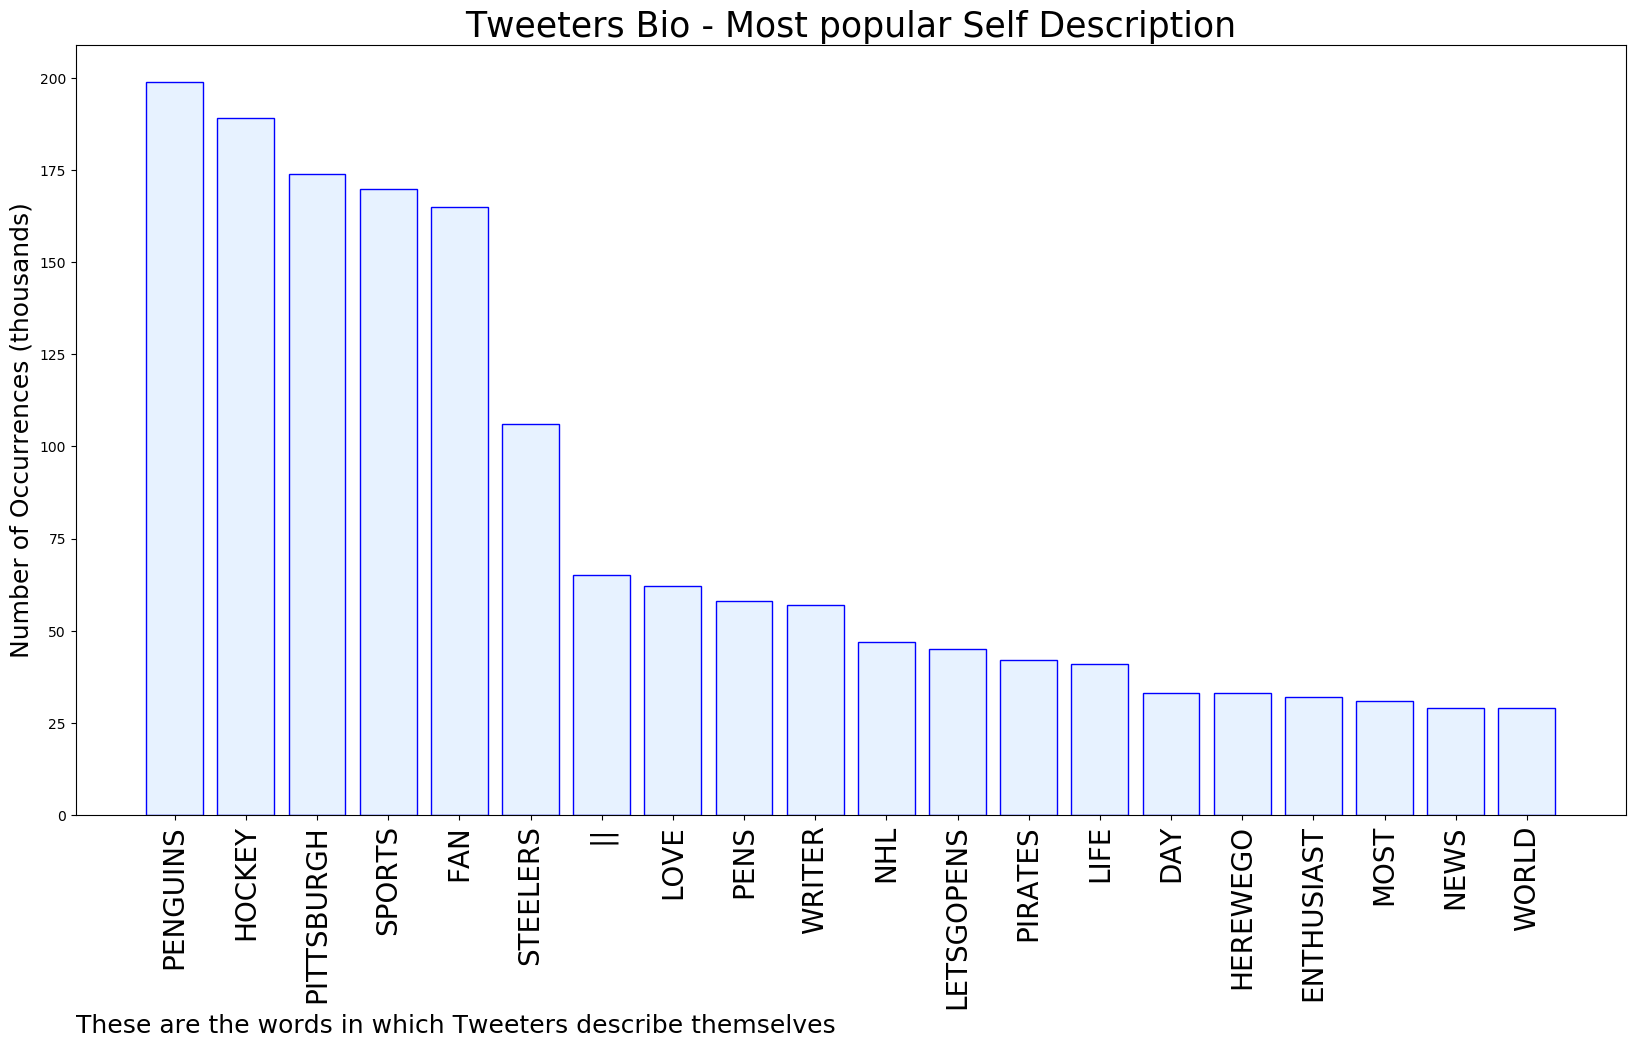 Tweeters Bio - Most popular Self Description
Number of Occurrences (thousands)
200
175
150
125
100
75
50
25
0
PENGUINS
HOCKEY
PITTSBURGH
SPORTS
FAN
STEELERS
||
LOVE
PENS
WRITER
NHL
LETSGOPENS
PIRATES
LIFE
DAY
HEREWEGO
ENTHUSIAST
MOST
NEWS
WORLD
These are the words in which Tweeters describe themselves